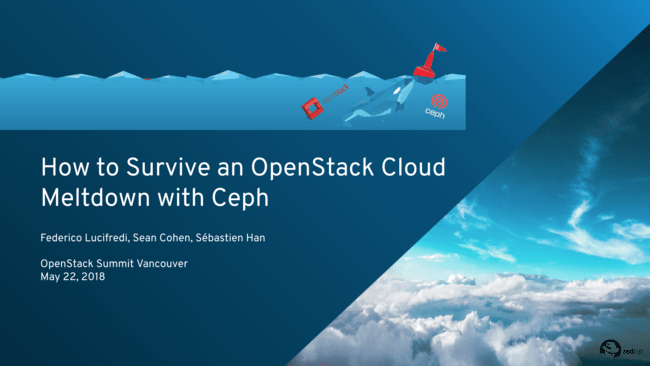 openstack
ceph
How to Survive an OpenStack Cloud
Meltdown with Ceph
Federico Lucifredi, Sean Cohen, Sébastien Han
OpenStack Summit Vancouver
May 22, 2018